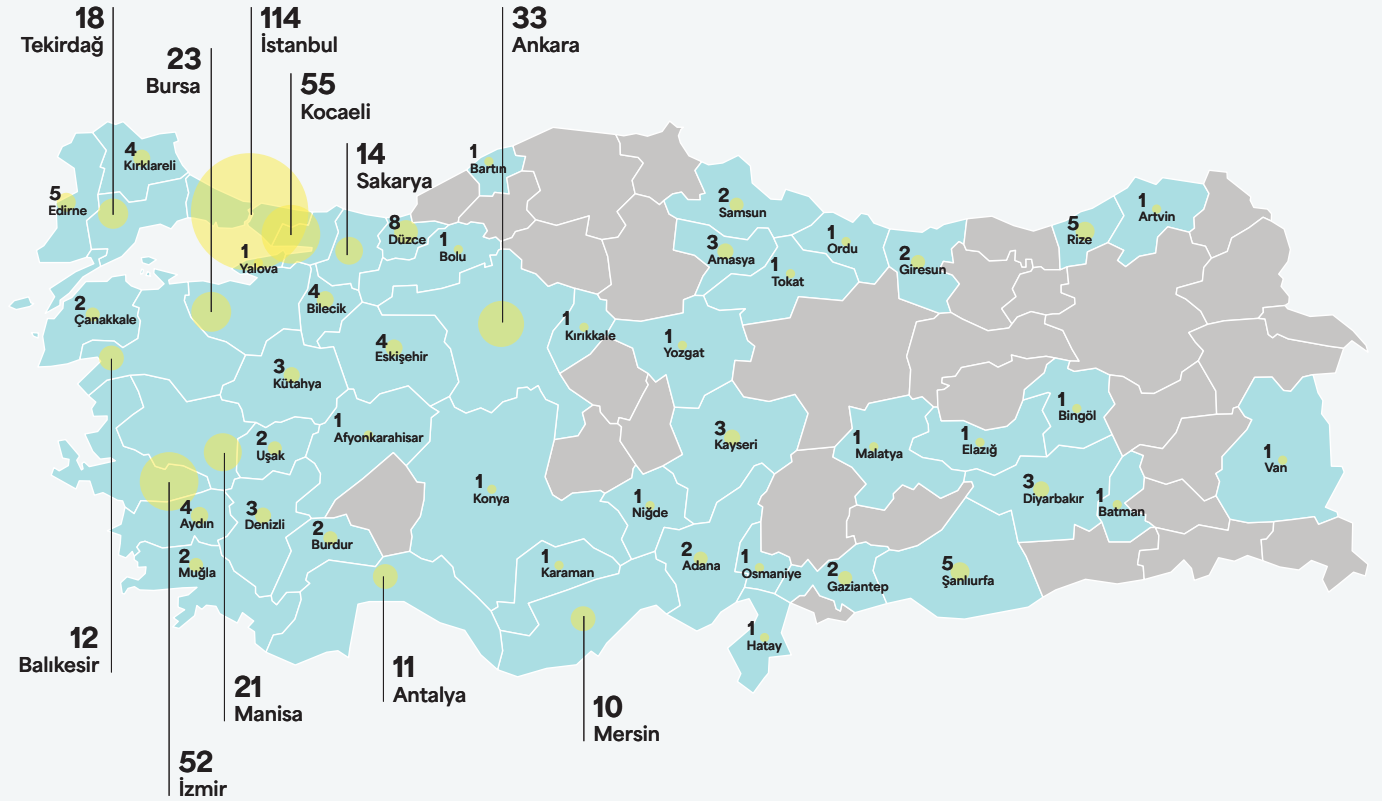 18
Tekirdağ
114
İstanbul
33
Ankara
23
Bursa
55
Kocaeli
14
Sakarya
4
Kırklareli
5
Edirne
1
Bartın
8
Düzce
1
Bolu
1
Yalova
2
Samsun
3
Amasya
1
Tokat
1
Ordu
2
Giresun
5
Rize
1
Artvin
2
Çanakkale
4
Bilecik
4
Eskişehir
3
Kütahya
1
Kırıkkale
1
Yozgat
1
Afyonkarahisar
2
Uşak
3
Kayseri
1
Malatya
1
Elazığ
1
Bingöl
1
Van
3
Diyarbakır
1
Batman
1
Konya
1
Niğde
4
Aydın
3
Denizli
2
Burdur
2
Muğla
1
Karaman
2
Adana
1
Osmaniye
2
Gaziantep
5
Şanlıurfa
1
Hatay
12
Balıkesir
21
Manisa
11
Antalya
10
Mersin
52
İzmir